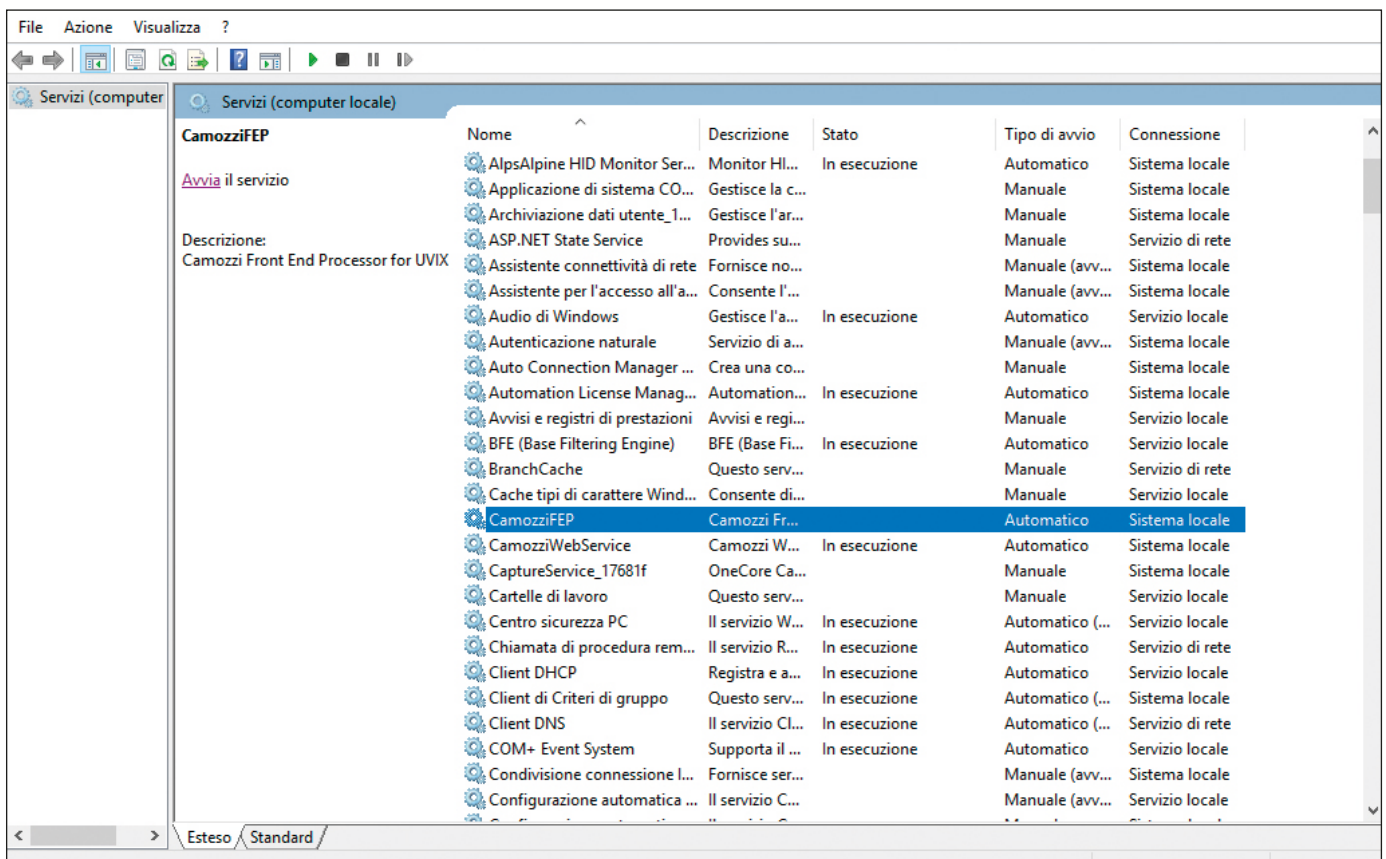 File Azione Visualizza ?
Servizi (computer
Servizi (computer locale)
CamozziFEP
Avvia il servizio
Descrizione:
Camozzi Front End Processor for UVIX
Nome Descrizione Stato Tipo di avvio Connessione
AlpsAlpine HID Monitor Ser... Monitor HI... In esecuzione Automatico Sistema locale
Applicazione di sistema CO... Gestisce la c... Manuale Sistema locale
Archiviazione dati utente_1... Gestisce l'ar... Manuale Sistema locale
ASP.NET State Service Provides su... Manuale Servizio di rete
Assistente connettività di rete Fornisce no... Manuale (avv... Sistema locale
Assistente per l'accesso all'a... Consente l'... Manuale (avv... Sistema locale
Audio di Windows Gestisce l'a... In esecuzione Automatico Servizio locale
Autenticazione naturale Servizio di a... Manuale (avv... Sistema locale
Auto Connection Manager ... Crea una co... Manuale Sistema locale
Automation License Manag... Automation... In esecuzione Automatico Sistema locale
Avvisi e registri di prestazioni Avvisi e regi... Manuale Servizio locale
BFE (Base Filtering Engine) BFE (Base Fi... In esecuzione Automatico Servizio locale
BranchCache Questo serv... Manuale Servizio di rete
Cache tipi di carattere Wind... Consente di... Manuale Servizio locale
CamozziFEP Camozzi Fr... Automatico Sistema locale
CamozziWebService Camozzi W... In esecuzione Automatico Sistema locale
CaptureService_17681f OneCore Ca... Manuale Sistema locale
Cartelle di lavoro Questo serv... Manuale Servizio locale
Centro sicurezza PC Il servizio W... In esecuzione Automatico (... Servizio locale
Chiamata di procedura rem... Il servizio R... In esecuzione Automatico Servizio di rete
Client DHCP Registra e a... In esecuzione Automatico Servizio locale
Client di Criteri di gruppo Questo serv... In esecuzione Automatico (... Sistema locale
Client DNS Il servizio Cl... In esecuzione Automatico (... Servizio di rete
COM+ Event System Supporta il ... In esecuzione Automatico Servizio locale
Condivisione connessione I... Fornisce ser... Manuale (avv... Sistema locale
Configurazione automatica ... Il servizio C... Manuale (avv... Servizio locale
Esteso Standard